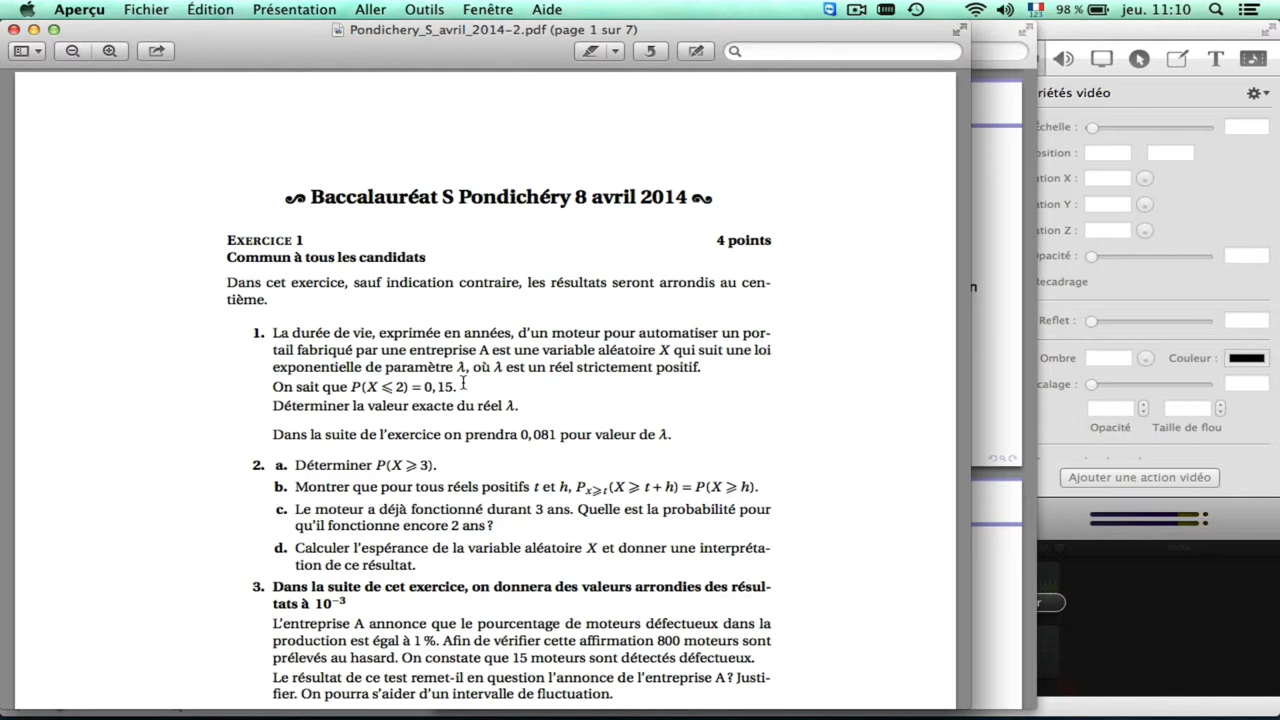 Aperçu Fichier Édition Présentation Aller Outils Fenêtre Aide 123 98 % jeu. 11:10
Pondichery_S_avril_2014-2.pdf (page 1 sur 7)
riétés vidéo
Échelle :
osition :
ation X :
ation Y :
ation Z :
Opacité :
Recadrage
Reflet :
Ombre Couleur :
calage :
Opacité Taille de flou
Ajouter une action vidéo
n
r
Baccalauréat S Pondichéry 8 avril 2014
EXERCICE 1 4 points
Commun à tous les candidats
Dans cet exercice, sauf indication contraire, les résultats seront arrondis au cen-
tième.
1. La durée de vie, exprimée en années, d'un moteur pour automatiser un por-
tail fabriqué par une entreprise A est une variable aléatoire X qui suit une loi
exponentielle de paramètre λ, où λ est un réel strictement positif.
On sait que P(X ⩽ 2) = 0,15.
Déterminer la valeur exacte du réel λ.
Dans la suite de l'exercice on prendra 0,081 pour valeur de λ.
2. a. Déterminer P(X ⩾ 3).
b. Montrer que pour tous réels positifs t et h, P_{x⩾t}(X ⩾ t + h) = P(X ⩾ h).
c. Le moteur a déjà fonctionné durant 3 ans. Quelle est la probabilité pour
qu'il fonctionne encore 2 ans ?
d. Calculer l'espérance de la variable aléatoire X et donner une interpréta-
tion de ce résultat.
3. Dans la suite de cet exercice, on donnera des valeurs arrondies des résul-
tats à 10⁻³
L'entreprise A annonce que le pourcentage de moteurs défectueux dans la
production est égal à 1 %. Afin de vérifier cette affirmation 800 moteurs sont
prélevés au hasard. On constate que 15 moteurs sont détectés défectueux.
Le résultat de ce test remet-il en question l'annonce de l'entreprise A ? Justi-
fier. On pourra s'aider d'un intervalle de fluctuation.